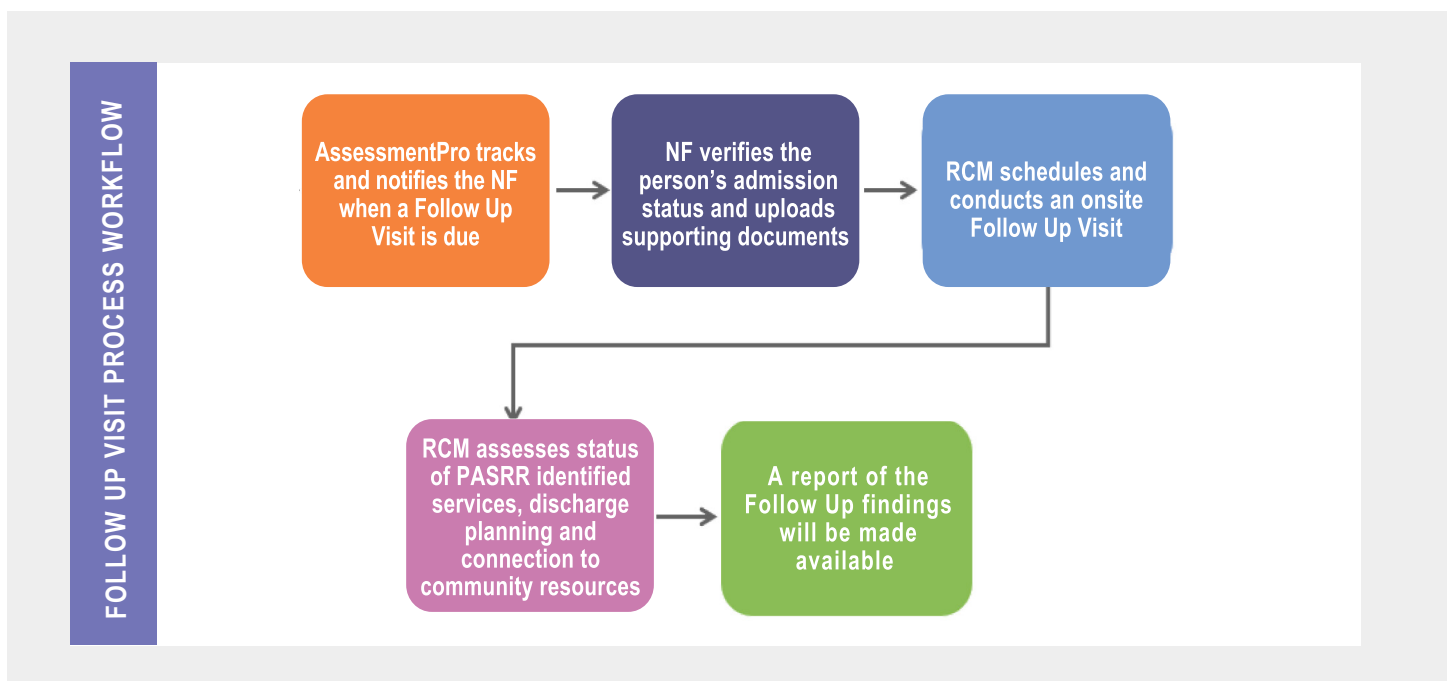 FOLLOW UP VISIT PROCESS WORKFLOW
AssessmentPro tracks
and notifies the NF
when a Follow Up
Visit is due
NF verifies the
person’s admission
status and uploads
supporting documents
RCM schedules and
conducts an onsite
Follow Up Visit
RCM assesses status
of PASRR identified
services, discharge
planning and
connection to
community resources
A report of the
Follow Up findings
will be made
available